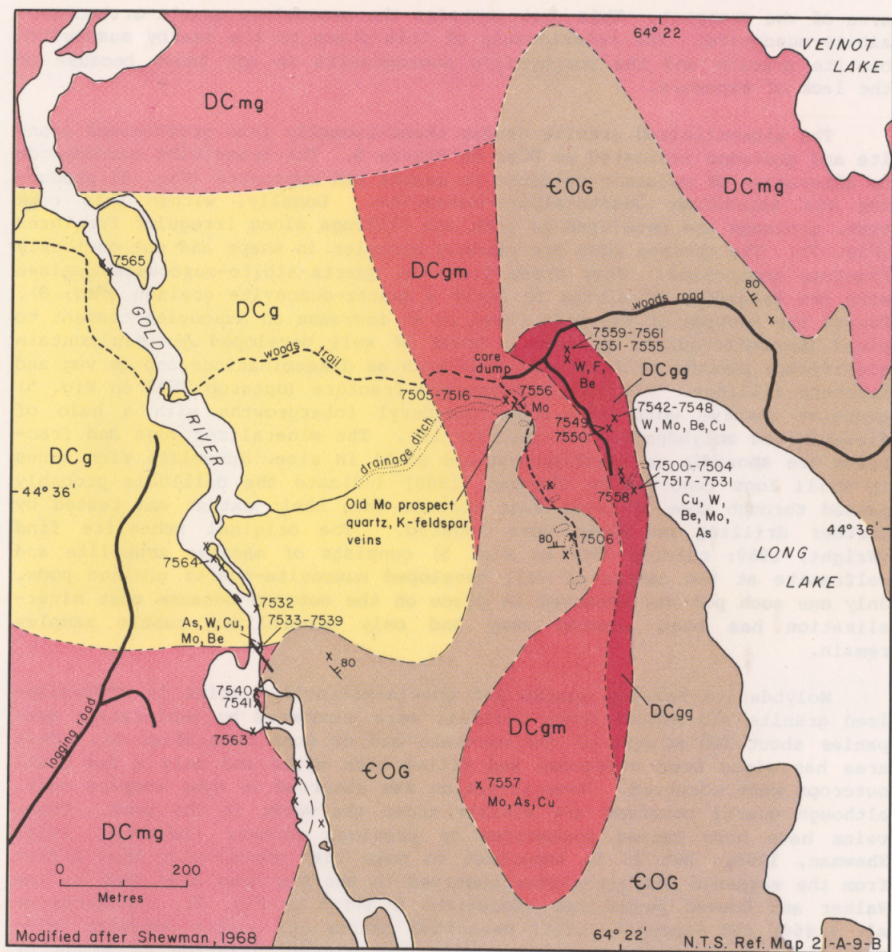 64° 22
VEINOT
LAKE
DCmg
ЄOG
DCmg
7565
GOLD
DCgm
80
DCg
woods road
woods
trail
7559-7561
7551-7555
core
dump
W, F,
Be
DCgg
7505-7516
7556
Mo
7542-7548
W, Mo, Be, Cu
RIVER
drainage ditch
7549
7550
DCg
7500-7504
7517-7531
7558
44° 36
Old Mo prospect
quartz, K-feldspar
veins
Cu, W,
Be, Mo,
As
44° 36'
80
7506
LONG
LAKE
7564
7532
As, W, Cu,
Mo, Be
7533-7539
80
7540
7541
DCgg
7563
DCgm
logging road
ЄOG
7557
Mo, As, Cu
DCmg
0
200
Metres
ЄOG
Modified after Shewman, 1968
64° 22'
N.T.S. Ref. Map 21-A-9-B